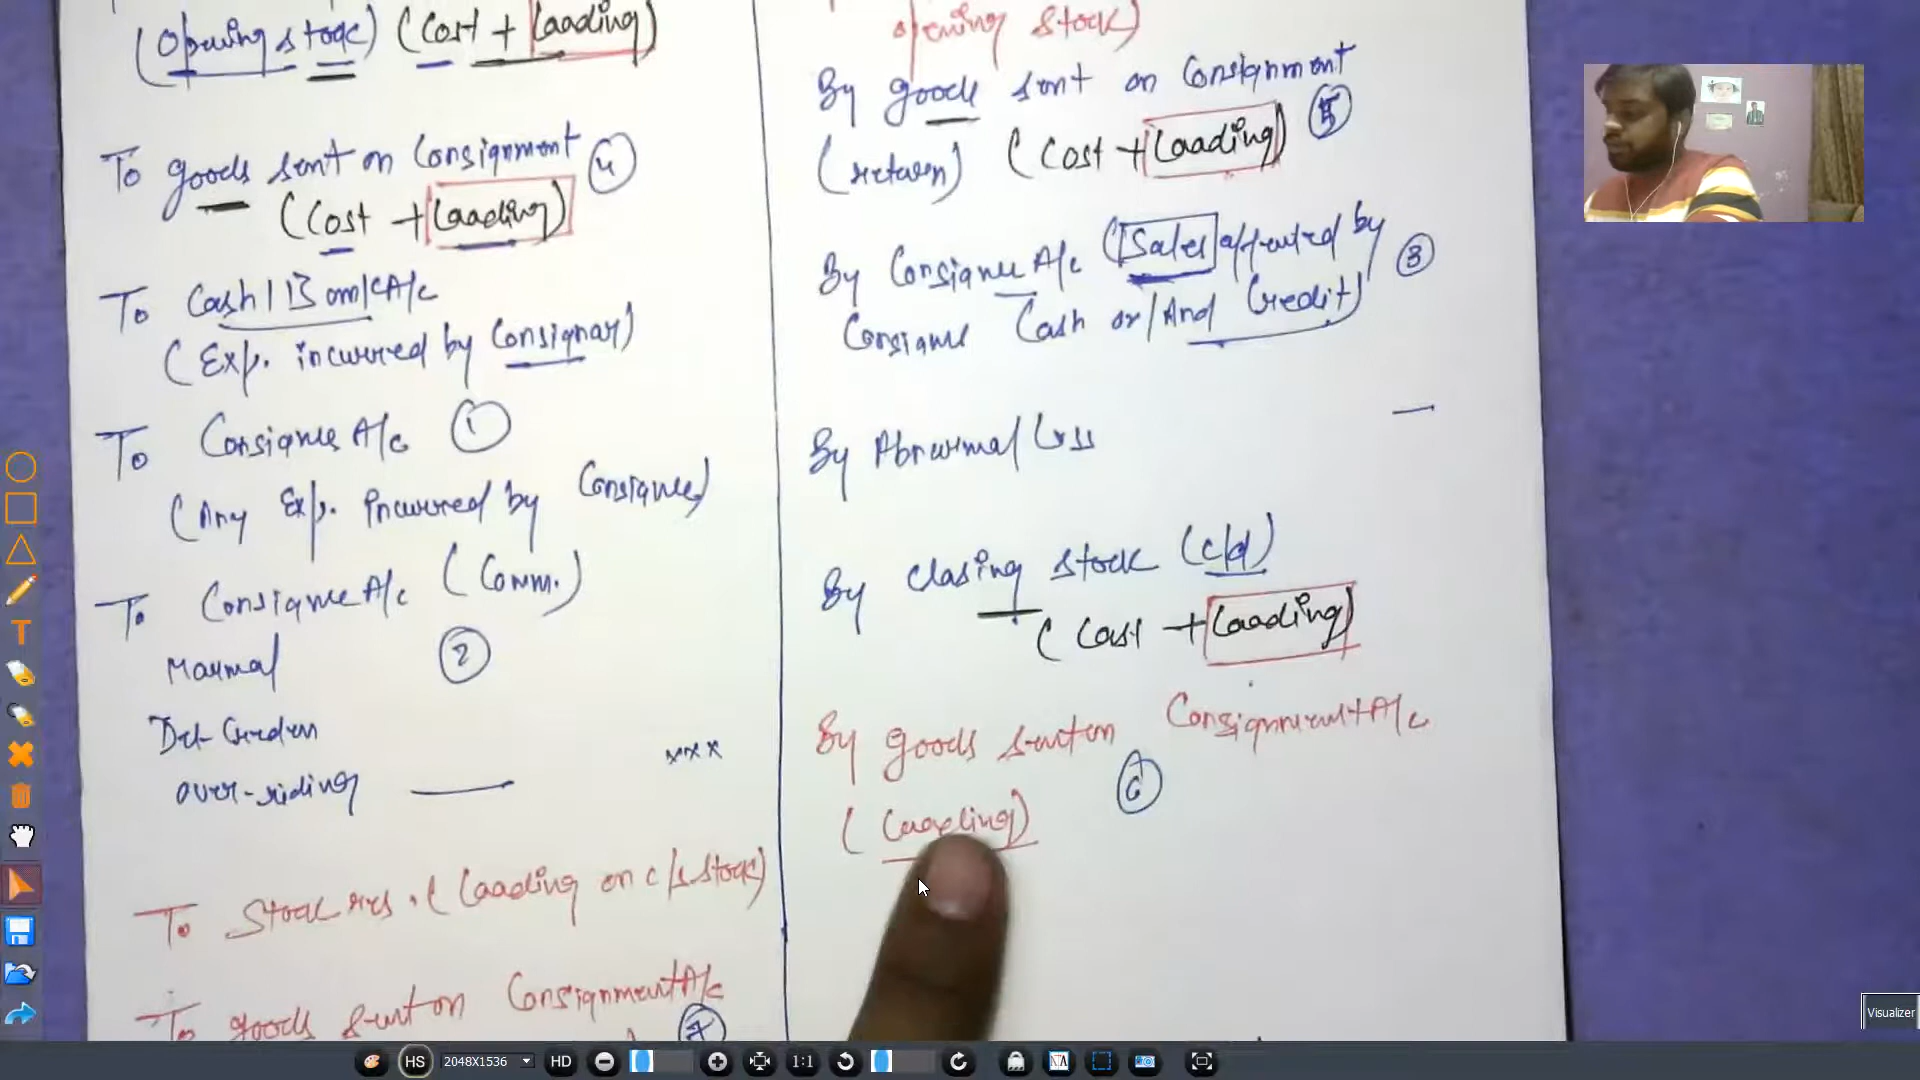 (Opening stock) (Cost + Loading)
To goods sent on Consignment 4
(Cost + Loading)
To Cash | Bank A/c
(Exp. incurred by Consignor)
To Consignee A/c 1
(Any Exp. incurred by Consignee)
To Consignee A/c (Comm.)
Normal 2
Del-Creden
over-riding
xxx
To Stock res. (Loading on c/s stock)
To goods sent on Consignment A/c
7
opening stock)
By goods sent on Consignment
(return) (Cost + Loading) 5
By Consignee A/c (Sales affected by
Consignee Cash or/And Credit) 3
By Abnormal Loss
By Closing stock (c/d)
(Cost + Loading)
By goods sent on Consignment A/c
(Loading) 6
Visualizer
HS 2048X1536 HD 1:1